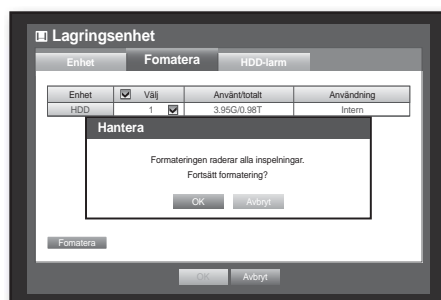 Lagringsenhet
Enhet Fomatera HDD-larm
Enhet Välj Använt/totalt Användning
HDD 1 3.95G/0.98T Intern
Hantera
Formateringen raderar alla inspelningar.
Fortsätt formatering?
OK Avbryt
Fomatera
OK Avbryt